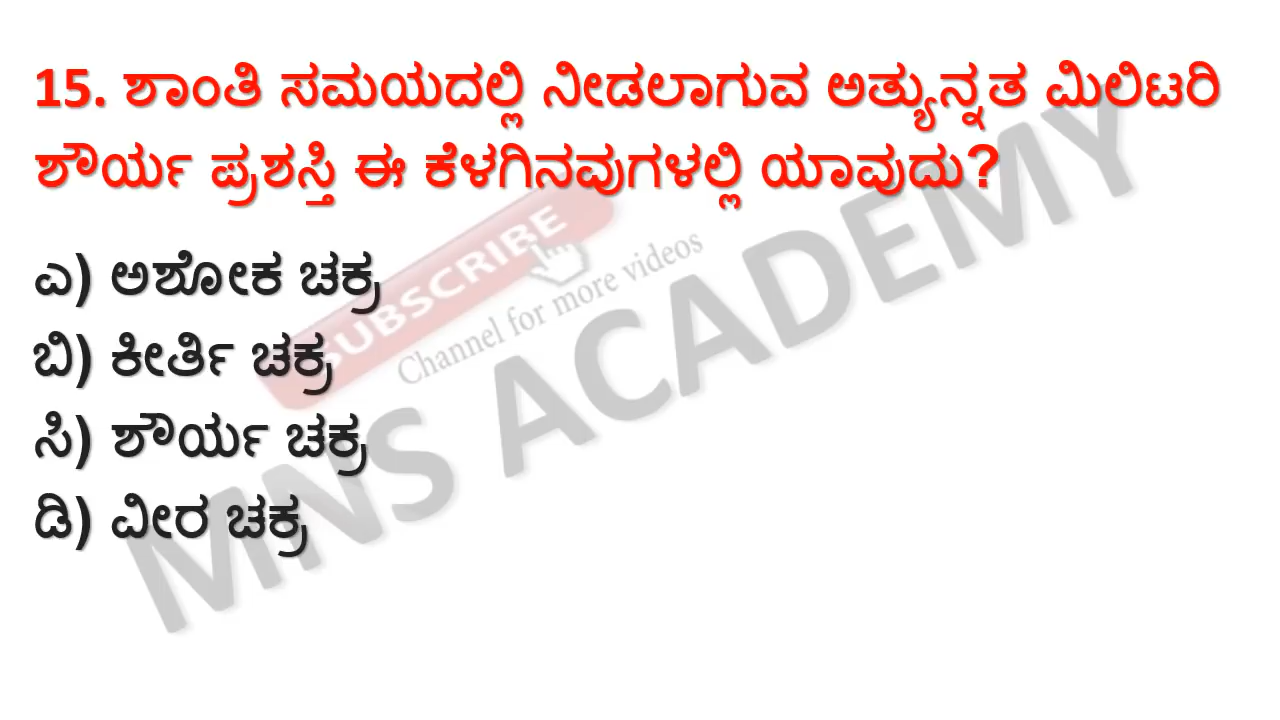 15. ಶಾಂತಿ ಸಮಯದಲ್ಲಿ ನೀಡಲಾಗುವ ಅತ್ಯುನ್ನತ ಮಿಲಿಟರಿ
ಶೌರ್ಯ ಪ್ರಶಸ್ತಿ ಈ ಕೆಳಗಿನವುಗಳಲ್ಲಿ ಯಾವುದು?
ಎ) ಅಶೋಕ ಚಕ್ರ
ಬಿ) ಕೀರ್ತಿ ಚಕ್ರ
ಸಿ) ಶೌರ್ಯ ಚಕ್ರ
ಡಿ) ವೀರ ಚಕ್ರ
SUBSCRIBE
Channel for more videos
MNS ACADEMY